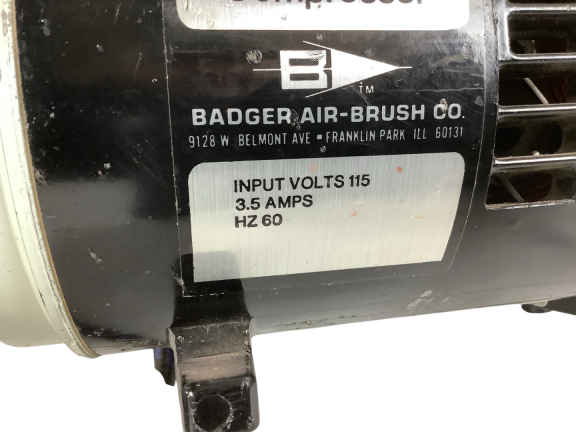 Compressor
B
TM
BADGER AIR-BRUSH CO.
9128 W. BELMONT AVE • FRANKLIN PARK ILL 60131
INPUT VOLTS 115
3.5 AMPS
HZ 60